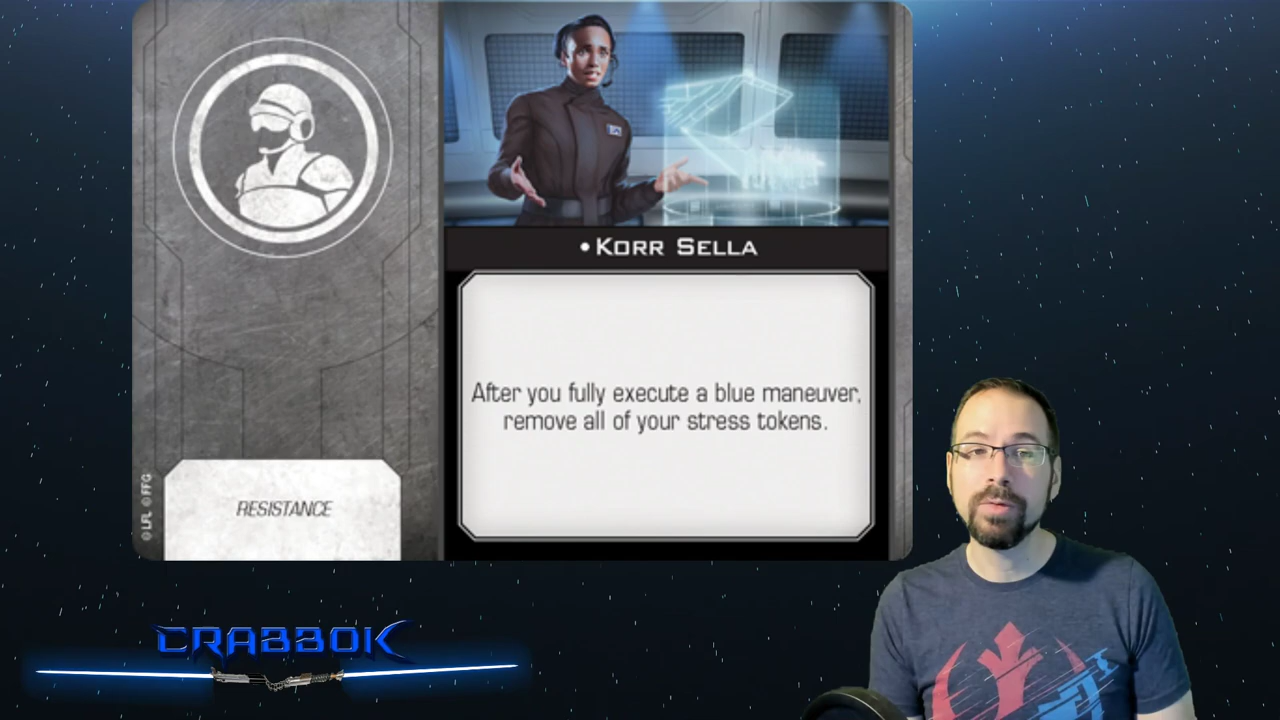 • KORR SELLA
After you fully execute a blue maneuver,
remove all of your stress tokens.
RESISTANCE
© LFL © FFG
CRABBOK